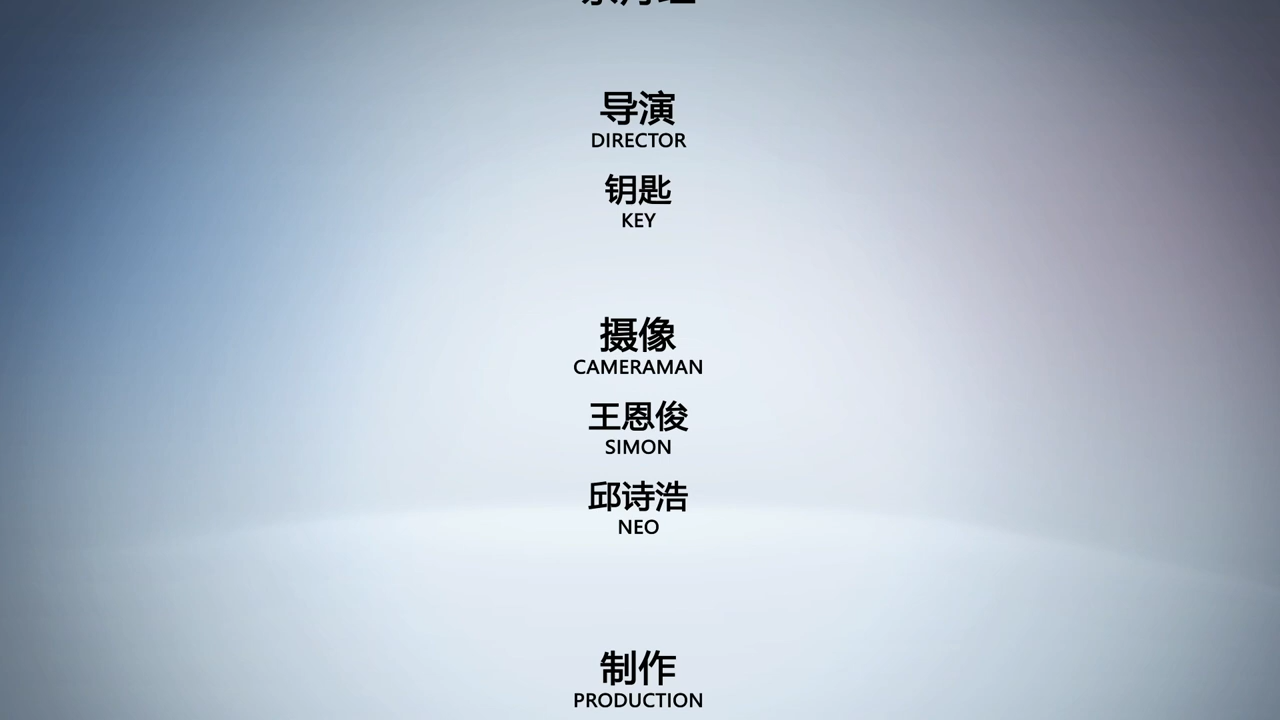 导演
DIRECTOR
钥匙
KEY
摄像
CAMERAMAN
王恩俊
SIMON
邱诗浩
NEO
制作
PRODUCTION